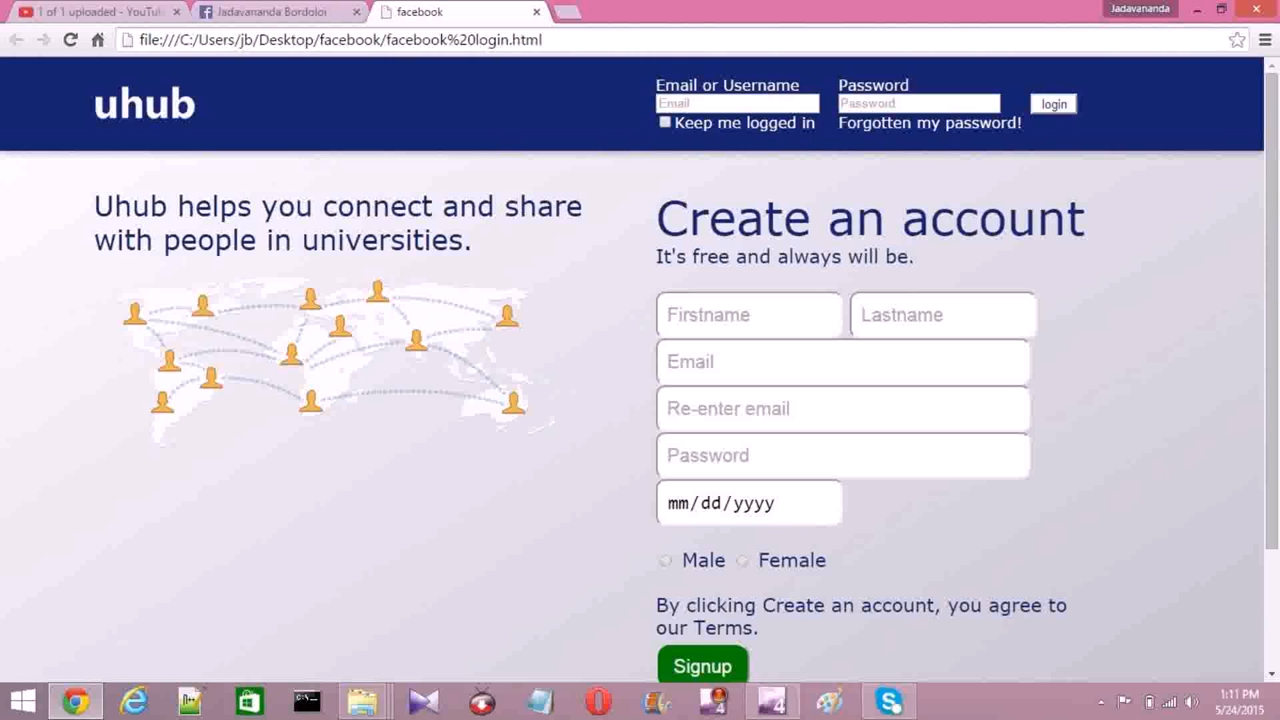 1 of 1 uploaded - YouTu
Jadavananda Bordoloi
facebook
Jadavananda
file:///C:/Users/jb/Desktop/facebook/facebook%20login.html
uhub
Email or Username
Password
Email
Password
login
Keep me logged in
Forgotten my password!
Uhub helps you connect and share
with people in universities.
Create an account
It's free and always will be.
Firstname
Lastname
Email
Re-enter email
Password
mm/dd/yyyy
Male
Female
By clicking Create an account, you agree to
our Terms.
Signup
1:11 PM
5/24/2015